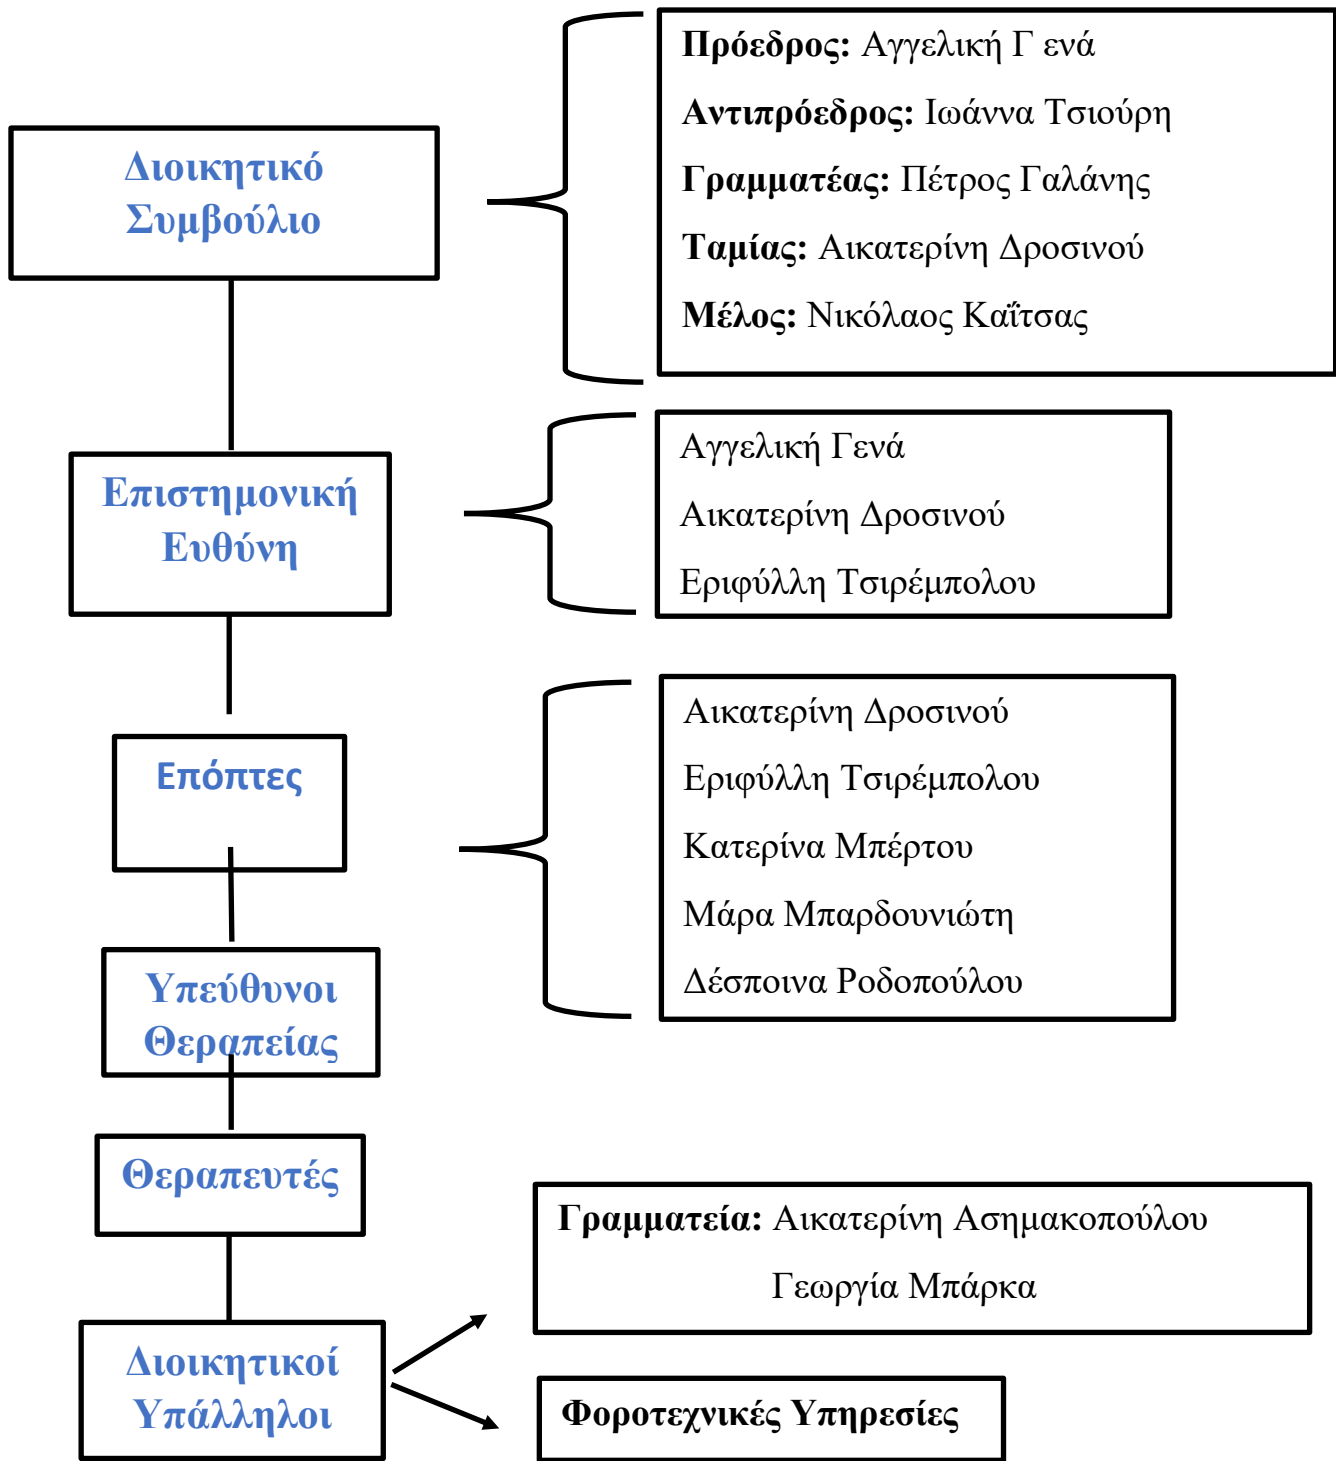 Διοικητικό
Συμβούλιο
Πρόεδρος: Αγγελική Γ ενά
Αντιπρόεδρος: Ιωάννα Τσιούρη
Γραμματέας: Πέτρος Γαλάνης
Ταμίας: Αικατερίνη Δροσινού
Μέλος: Νικόλαος Καΐτσας
Επιστημονική
Ευθύνη
Αγγελική Γενά
Αικατερίνη Δροσινού
Εριφύλλη Τσιρέμπολου
Επόπτες
Αικατερίνη Δροσινού
Εριφύλλη Τσιρέμπολου
Κατερίνα Μπέρτου
Μάρα Μπαρδουνιώτη
Δέσποινα Ροδοπούλου
Υπεύθυνοι
Θεραπείας
Θεραπευτές
Διοικητικοί
Υπάλληλοι
Γραμματεία: Αικατερίνη Ασημακοπούλου
Γεωργία Μπάρκα
Φοροτεχνικές Υπηρεσίες